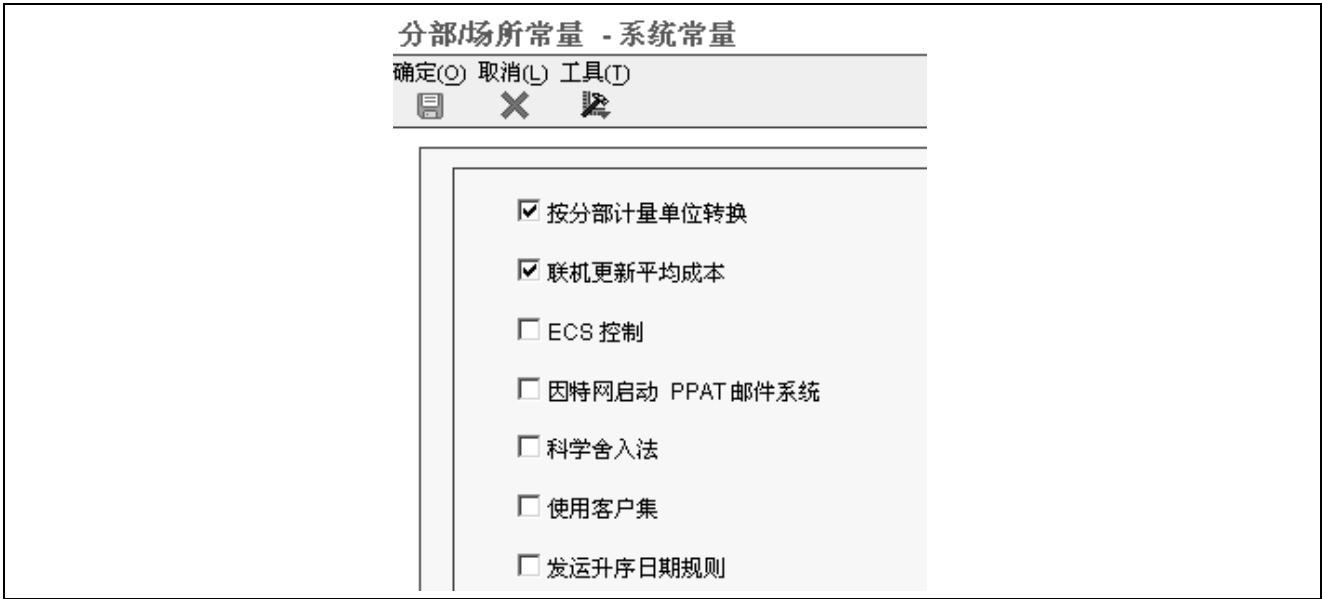 分部/场所常量 - 系统常量
确定(O) 取消(L) 工具(T)
按分部计量单位转换
联机更新平均成本
ECS 控制
因特网启动 PPAT 邮件系统
科学舍入法
使用客户集
发运升序日期规则